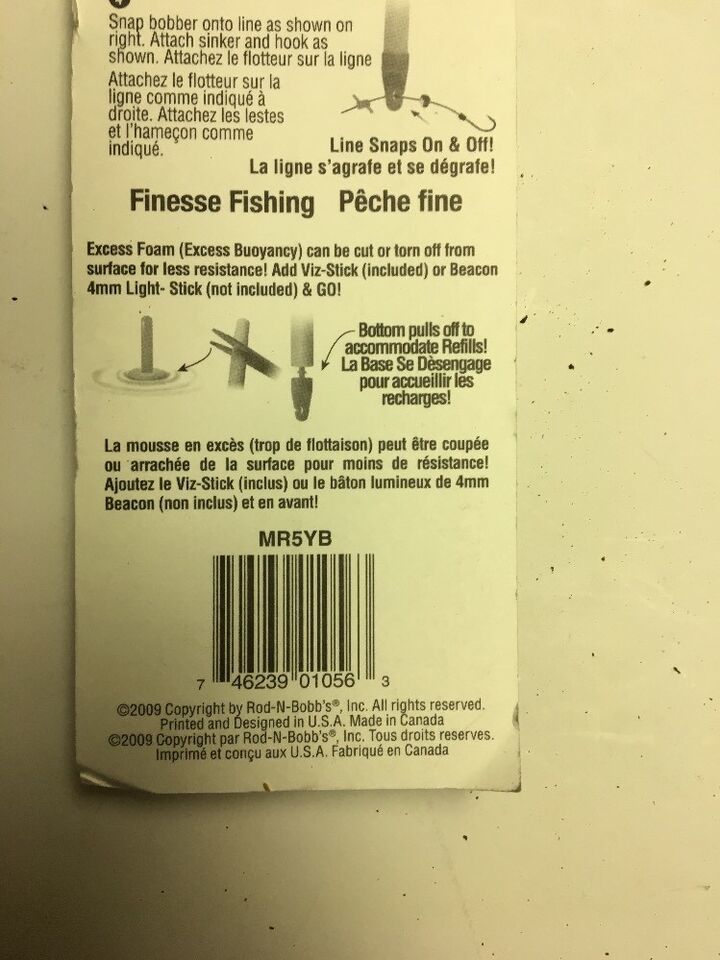 4
Snap bobber onto line as shown on
right. Attach sinker and hook as
shown. Attachez le flotteur sur la ligne
Attachez le flotteur sur la
ligne comme indiqué à
droite. Attachez les lestes
et l'hameçon comme
indiqué.
Line Snaps On & Off!
La ligne s'agrafe et se dégrafe!
Finesse Fishing Pêche fine
Excess Foam (Excess Buoyancy) can be cut or torn off from
surface for less resistance! Add Viz-Stick (included) or Beacon
4mm Light- Stick (not included) & GO!
Bottom pulls off to
accommodate Refills!
La Base Se Dèsengage
pour accueillir les
recharges!
La mousse en excès (trop de flottaison) peut être coupée
ou arrachée de la surface pour moins de résistance!
Ajoutez le Viz-Stick (inclus) ou le bâton lumineux de 4mm
Beacon (non inclus) et en avant!
MR5YB
7 46239 01056 3
©2009 Copyright by Rod-N-Bobb's®, Inc. All rights reserved.
Printed and Designed in U.S.A. Made in Canada
©2009 Copyright par Rod-N-Bobb's®, Inc. Tous droits reserves.
Imprimé et conçu aux U.S.A. Fabriqué en Canada